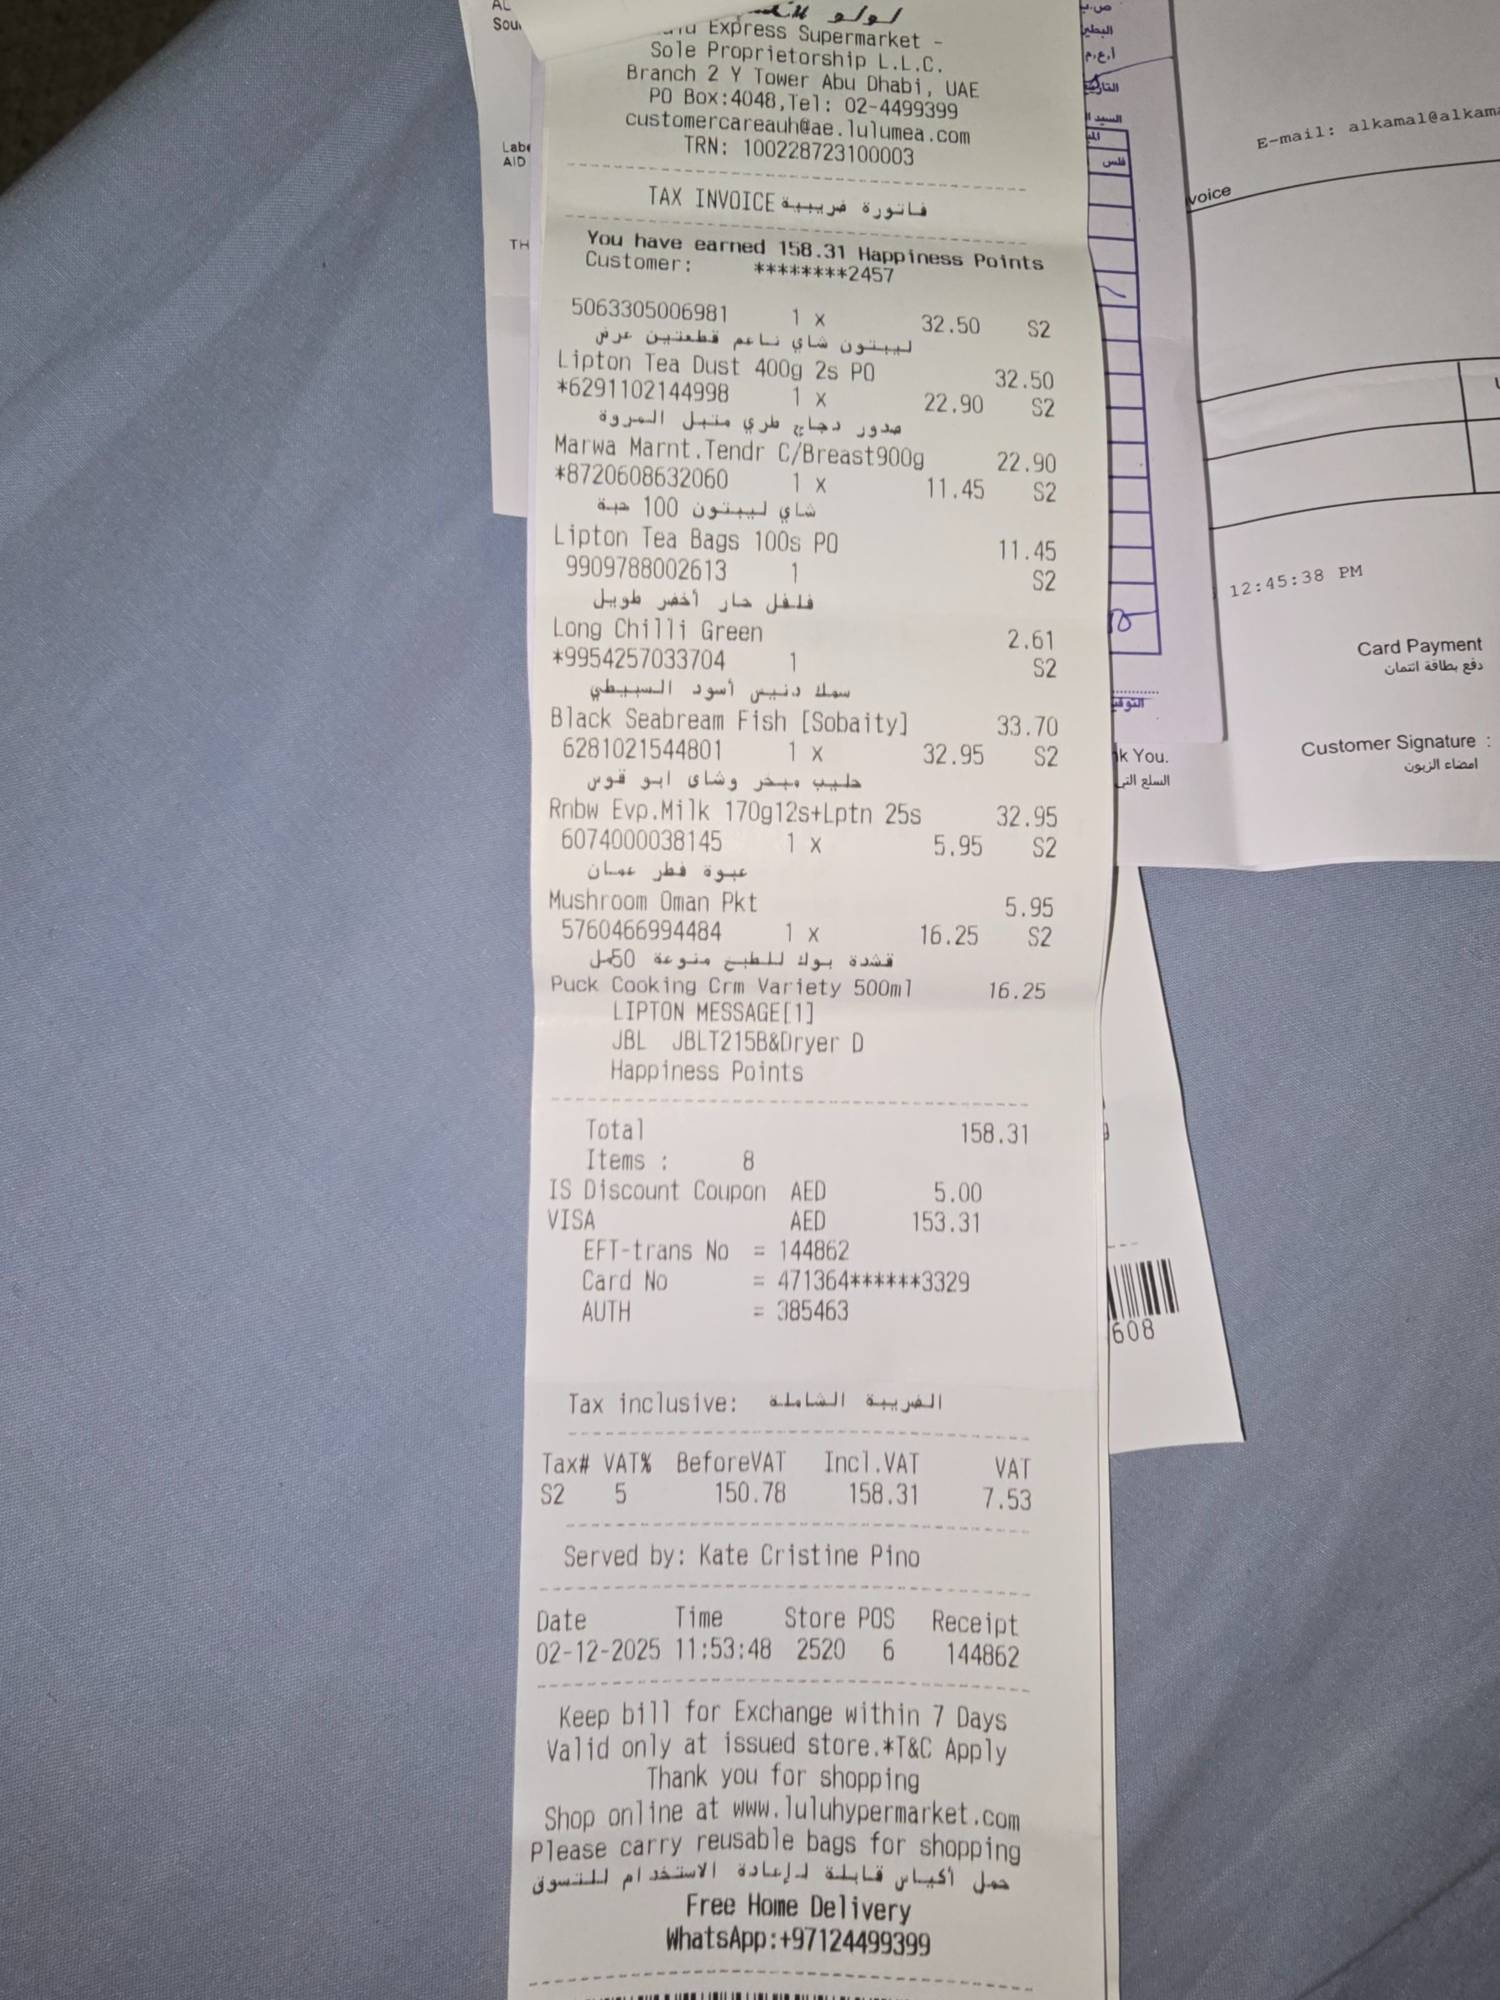 لولو
Express Supermarket -
Sole Proprietorship L.L.C.
Branch 2 Y Tower Abu Dhabi, UAE
PO Box:4048,Tel: 02-4499399
customercareauh@ae.lulumea.com
TRN: 100228723100003
TAX INVOICE فاتورة ضريبية
You have earned 158.31 Happiness Points
Customer: ********2457
5063305006981 1 x 32.50 S2
ليبتون شاي ناعم قطعتين عرض
Lipton Tea Dust 400g 2s PO 32.50
*6291102144998 1 x 22.90 S2
صدور دجاج طري متبل المروة
Marwa Marnt.Tendr C/Breast900g 22.90
*8720608632060 1 x 11.45 S2
شاي ليبتون 100 حبة
Lipton Tea Bags 100s PO 11.45
9909788002613 1 S2
فلفل حار أخضر طويل
Long Chilli Green 2.61
*9954257033704 1 S2
سمك دنيس أسود السبيطي
Black Seabream Fish [Sobaity] 33.70
6281021544801 1 x 32.95 S2
حليب مبخر وشاى ابو قوس
Rnbw Evp.Milk 170g12s+Lptn 25s 32.95
6074000038145 1 x 5.95 S2
عبوة فطر عمان
Mushroom Oman Pkt 5.95
5760466994484 1 x 16.25 S2
قشدة بوك للطبخ منوعة
Puck Cooking Crm Variety 500ml 16.25
LIPTON MESSAGE[1]
JBL JBLT215B&Dryer D
Happiness Points
Total 158.31
Items : 8
IS Discount Coupon AED 5.00
VISA AED 153.31
EFT-trans No = 144862
Card No = 471364******3329
AUTH = 385463
Tax inclusive: الضريبة الشاملة
Tax# VAT% BeforeVAT Incl.VAT VAT
S2 5 150.78 158.31 7.53
Served by: Kate Cristine Pino
Date Time Store POS Receipt
02-12-2025 11:53:48 2520 6 144862
Keep bill for Exchange within 7 Days
Valid only at issued store.*T&C Apply
Thank you for shopping
Shop online at www.luluhypermarket.com
Please carry reusable bags for shopping
حمل أكياس قابلة لإعادة الاستخدام للتسوق
Free Home Delivery
WhatsApp:+97124499399
AID
TH
فلس
E-mail: alkamal@alkama
voice
12:45:38 PM
Card Payment
دفع بطاقة ائتمان
Customer Signature :
امضاء الزبون
k You.
608